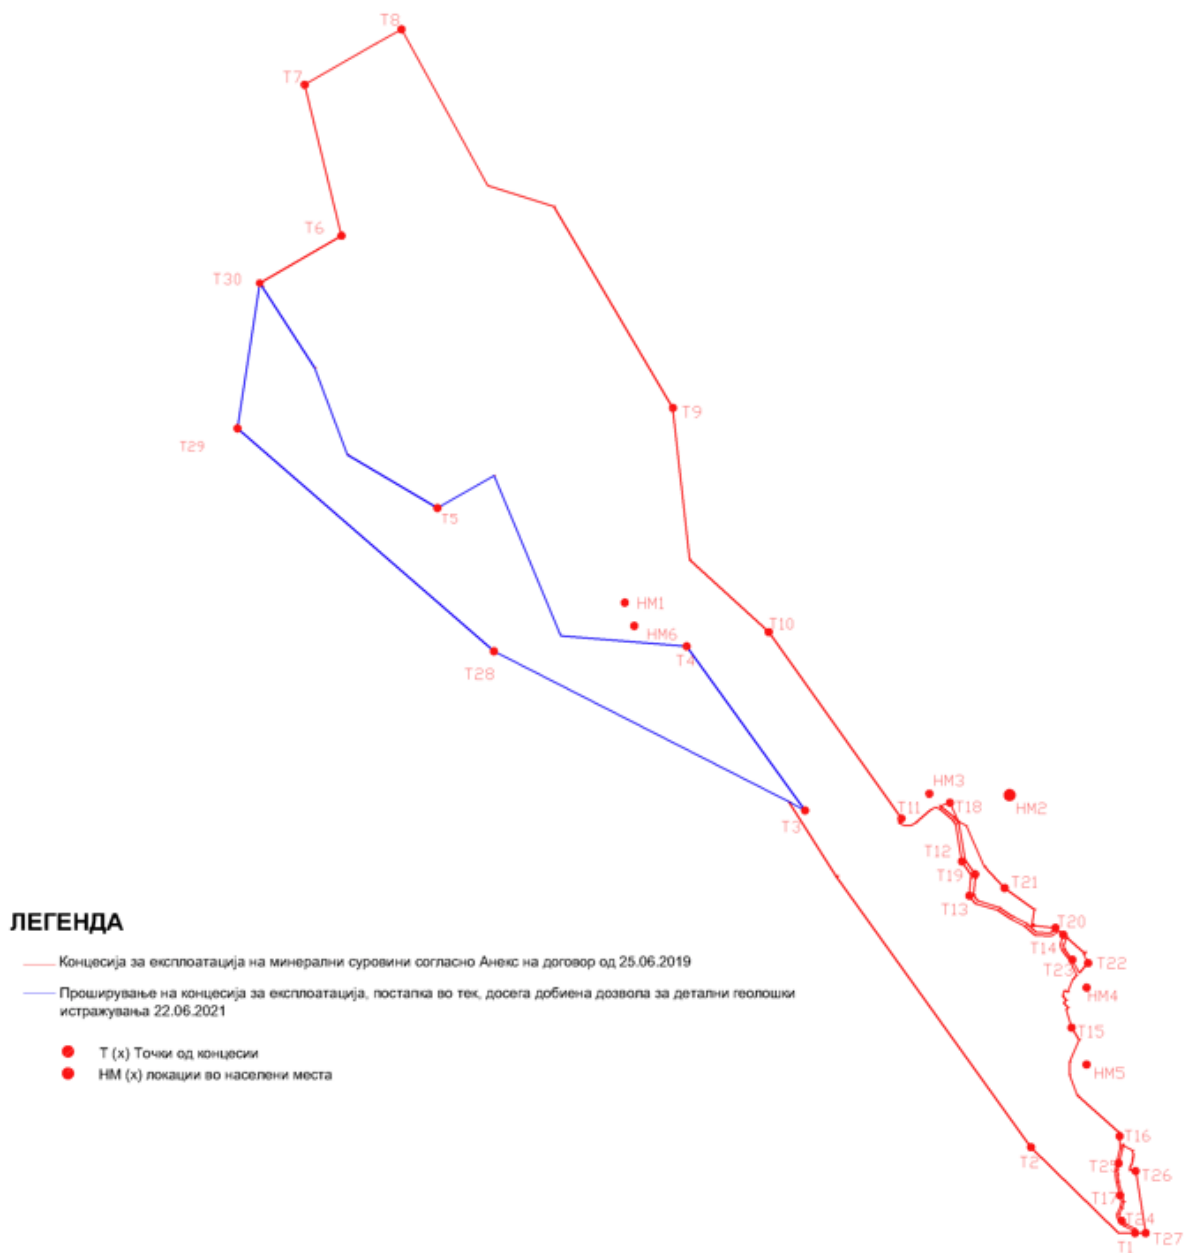 T8
T7
T6
T30
T9
T29
T5
HM1
HM6
T10
T4
T28
HM3
T18
HM2
T11
T3
T12
T19
T21
T13
T20
T14
T22
T23
HM4
T15
HM5
T16
T2
T25
T26
T17
T24
T1
T27
ЛЕГЕНДА
Концесија за експлоатација на минерални суровини согласно Анекс на договор од 25.06.2019
Проширување на концесија за експлоатација, постапка во тек, досега добиена дозвола за детални геолошки
истражувања 22.06.2021
Т (х) Точки од концесии
НМ (х) локации во населени места